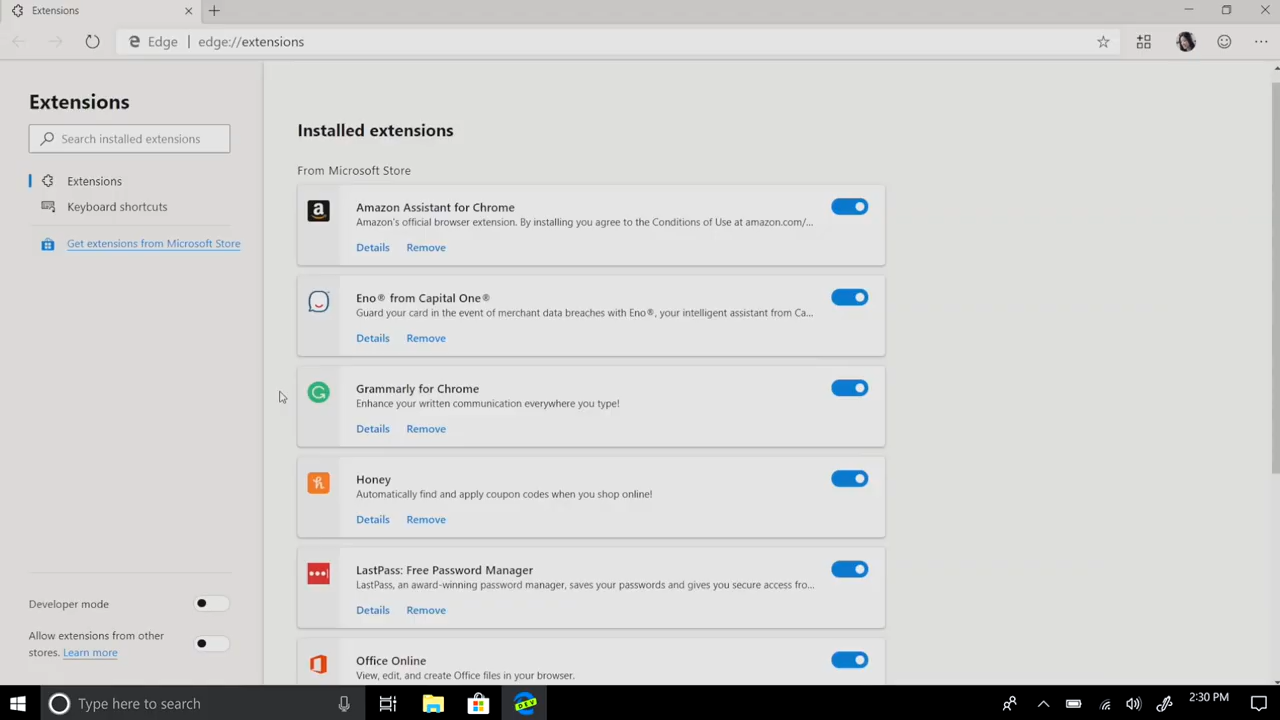 Extensions
Edge | edge://extensions
Extensions
Search installed extensions
Extensions
Keyboard shortcuts
Get extensions from Microsoft Store
Developer mode
Allow extensions from other
stores. Learn more
Installed extensions
From Microsoft Store
a
Amazon Assistant for Chrome
Amazon's official browser extension. By installing you agree to the Conditions of Use at amazon.com/...
Details Remove
Eno® from Capital One®
Guard your card in the event of merchant data breaches with Eno®, your intelligent assistant from Ca...
Details Remove
Grammarly for Chrome
Enhance your written communication everywhere you type!
Details Remove
Honey
Automatically find and apply coupon codes when you shop online!
Details Remove
LastPass: Free Password Manager
LastPass, an award-winning password manager, saves your passwords and gives you secure access fro...
Details Remove
Office Online
View, edit, and create Office files in your browser.
Type here to search
DEV
2:30 PM